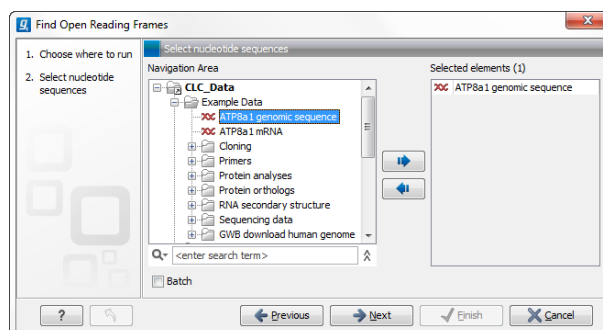 Find Open Reading Frames
1. Choose where to run
2. Select nucleotide
sequences
Select nucleotide sequences
Navigation Area
CLC_Data
Example Data
ATP8a1 genomic sequence
ATP8a1 mRNA
Cloning
Primers
Protein analyses
Protein orthologs
RNA secondary structure
Sequencing data
GWB download human genome
<enter search term>
Batch
Selected elements (1)
ATP8a1 genomic sequence
?
Previous
Next
Finish
Cancel